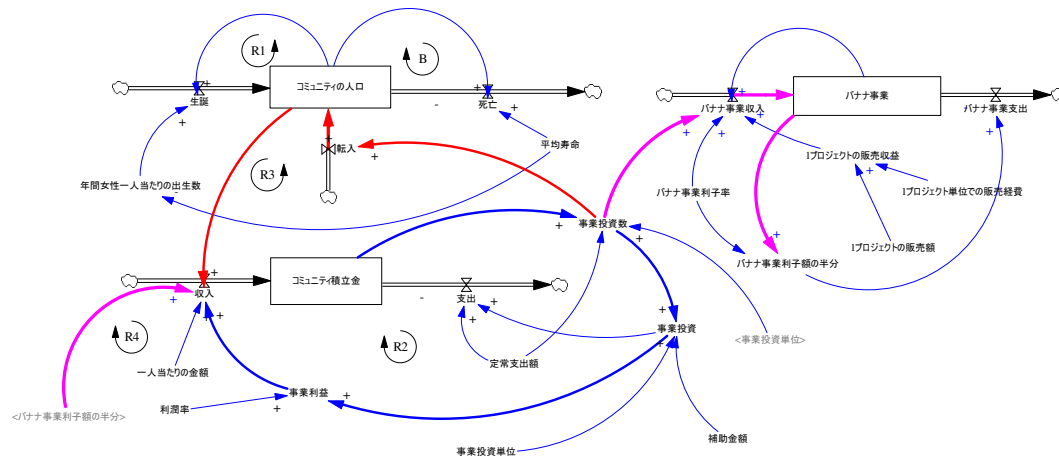 R1
B
コミュニティの人口
バナナ事業
+
+
+
生誕
-
死亡
+
バナナ事業収入
バナナ事業支出
+
+
転入
+
平均寿命
+
+
+
R3
1プロジェクトの販売収益
+
年間女性一人当たりの出生数
-
バナナ事業利子率
1プロジェクト単位での販売経費
+
事業投資数
+
+
1プロジェクトの販売額
+
バナナ事業利子額の半分
コミュニティ積立金
+
収入
+
-
支出
+
+
+
+
事業投資
+
R4
R2
定常支出額
<事業投資単位>
一人当たりの金額
事業利益
+
+
利潤率
<バナナ事業利子額の半分>
補助金額
事業投資単位